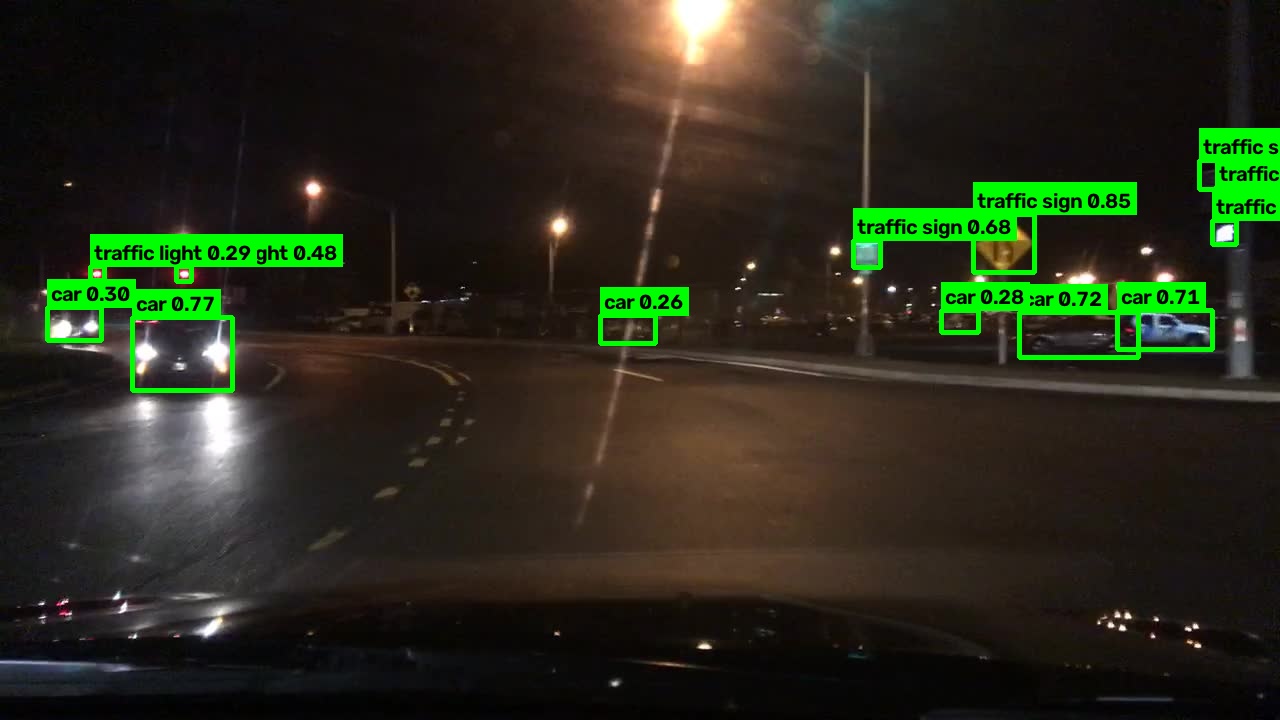 traffic s
traffic
traffic sign 0.85
traffic
traffic sign 0.68
traffic light 0.29 ght 0.48
car 0.30
car 0.77
car 0.26
car 0.28
car 0.72
car 0.71